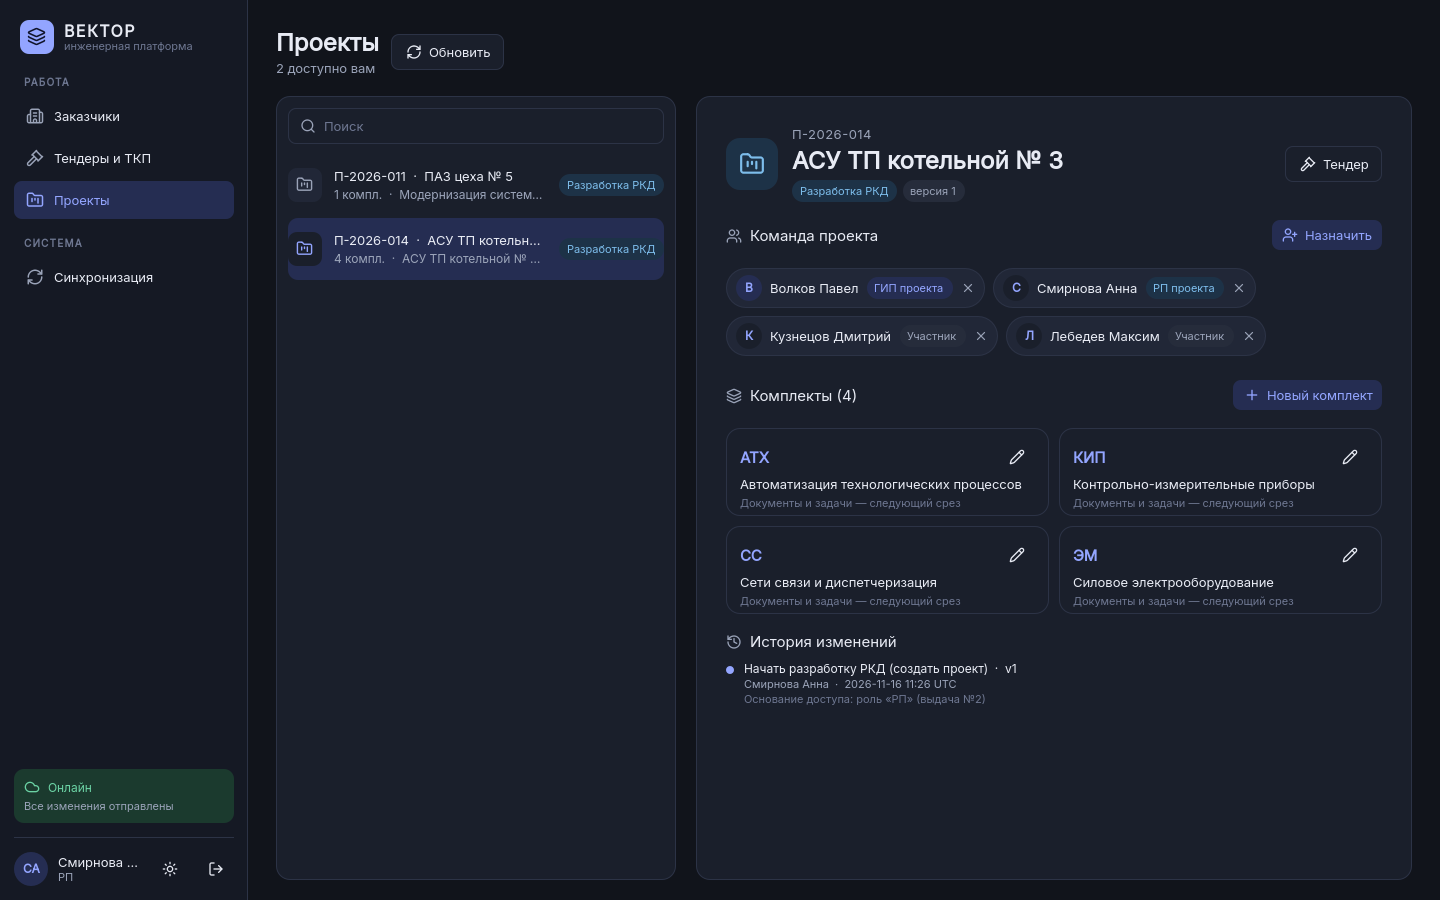 ВЕКТОР
инженерная платформа
РАБОТА
Заказчики
Тендеры и ТКП
Проекты
СИСТЕМА
Синхронизация
Онлайн
Все изменения отправлены
СА
Смирнова ...
РП
Проекты
2 доступно вам
Обновить
Поиск
П-2026-011 · ПАЗ цеха № 5
1 компл. · Модернизация систем...
Разработка РКД
П-2026-014 · АСУ ТП котельн...
4 компл. · АСУ ТП котельной № ...
Разработка РКД
П-2026-014
АСУ ТП котельной № 3
Разработка РКД
версия 1
Тендер
Команда проекта
Назначить
В Волков Павел ГИП проекта
С Смирнова Анна РП проекта
К Кузнецов Дмитрий Участник
Л Лебедев Максим Участник
Комплекты (4)
Новый комплект
АТХ
Автоматизация технологических процессов
Документы и задачи — следующий срез
КИП
Контрольно-измерительные приборы
Документы и задачи — следующий срез
СС
Сети связи и диспетчеризация
Документы и задачи — следующий срез
ЭМ
Силовое электрооборудование
Документы и задачи — следующий срез
История изменений
Начать разработку РКД (создать проект) · v1
Смирнова Анна · 2026-11-16 11:26 UTC
Основание доступа: роль «РП» (выдача №2)